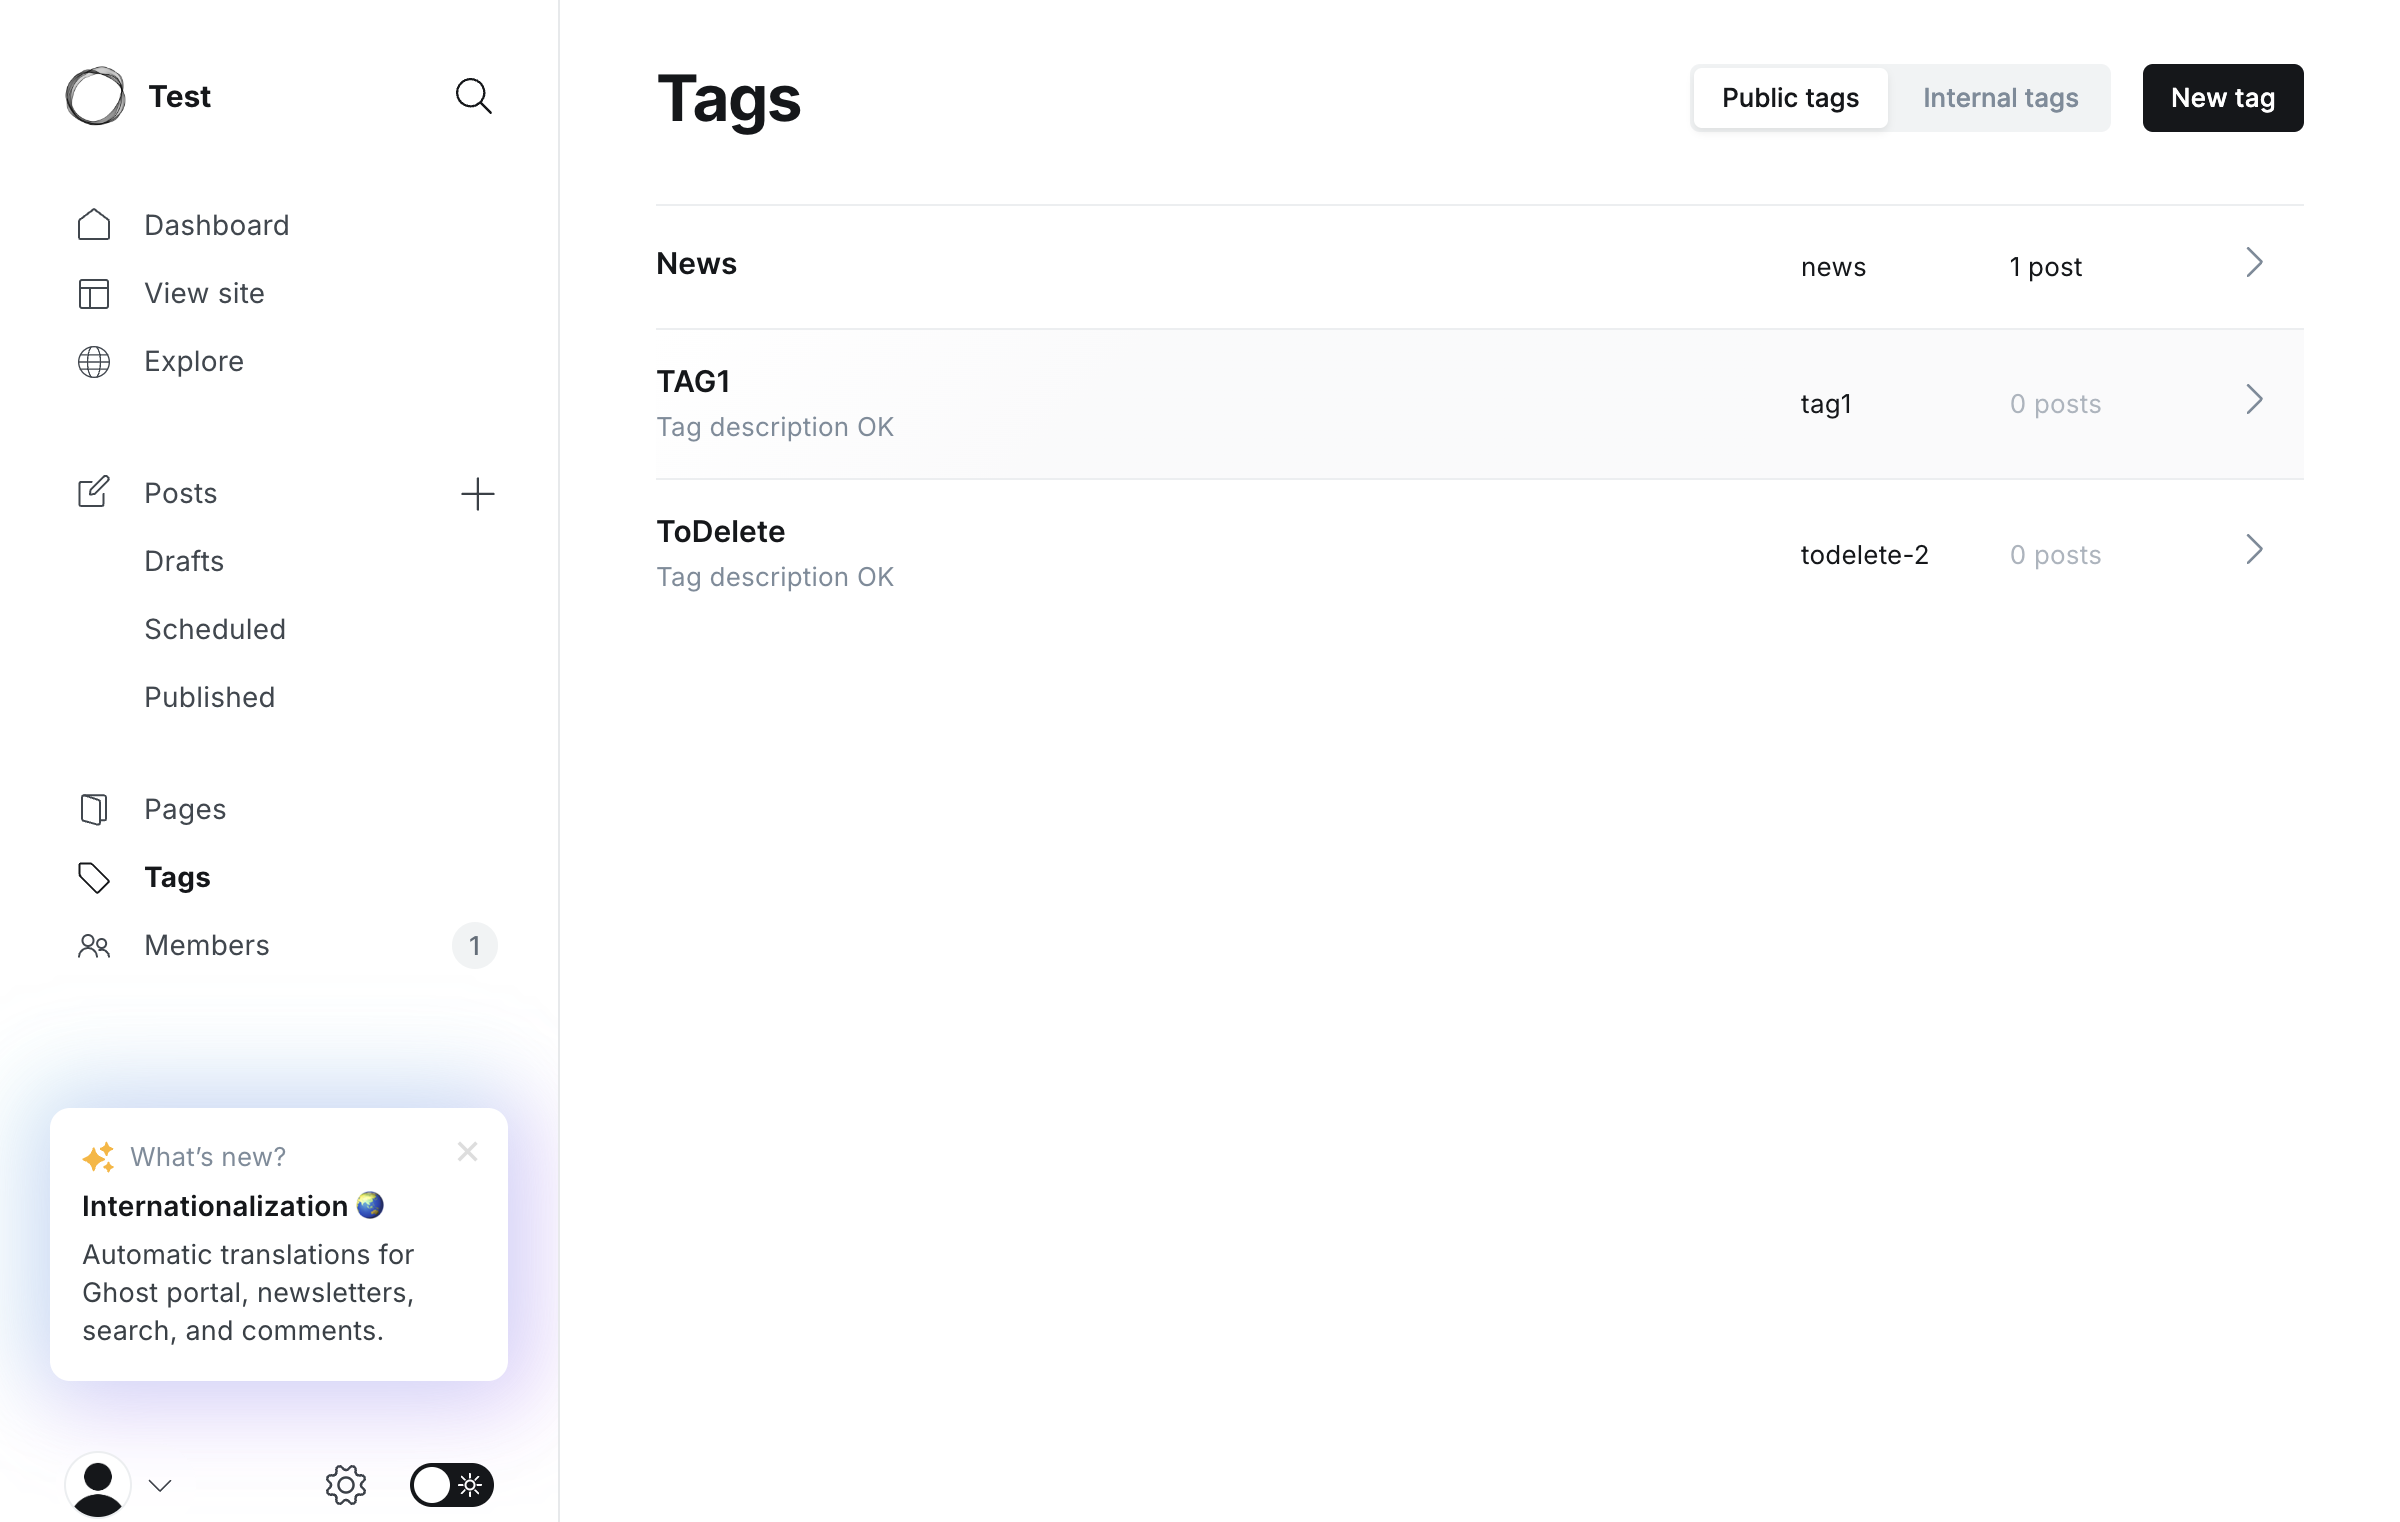 Test
Dashboard
View site
Explore
Posts
Drafts
Scheduled
Published
Pages
Tags
Members 1
What’s new?
Internationalization
Automatic translations for
Ghost portal, newsletters,
search, and comments.
Tags
Public tags Internal tags New tag
News news 1 post
TAG1
Tag description OK
tag1 0 posts
ToDelete
Tag description OK
todelete-2 0 posts